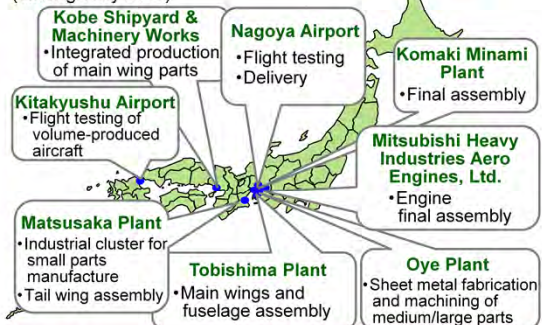 Kobe Shipyard &
Machinery Works
•Integrated production
of main wing parts
Nagoya Airport
•Flight testing
•Delivery
Komaki Minami
Plant
•Final assembly
Kitakyushu Airport
•Flight testing of
volume-produced
aircraft
Mitsubishi Heavy
Industries Aero
Engines, Ltd.
•Engine
final assembly
Matsusaka Plant
•Industrial cluster for
small parts
manufacture
•Tail wing assembly
Tobishima Plant
•Main wings and
fuselage assembly
Oye Plant
•Sheet metal fabrication
and machining of
medium/large parts